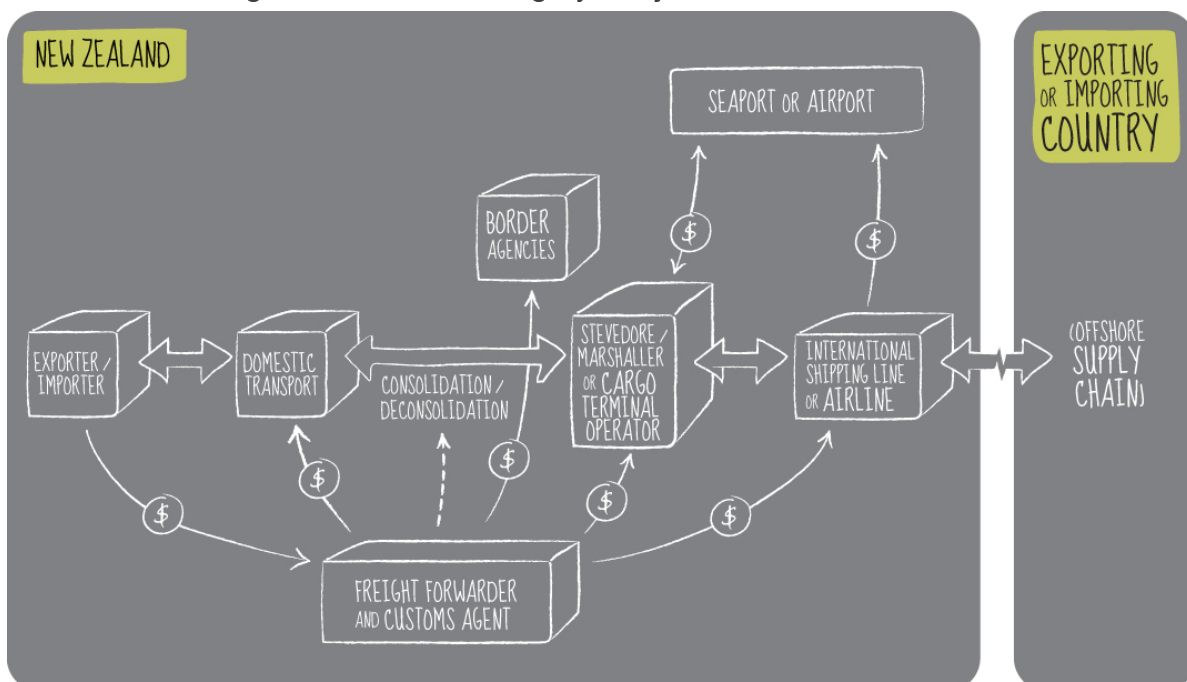 NEW ZEALAND
EXPORTING
OR IMPORTING
COUNTRY
SEAPORT OR AIRPORT
BORDER
AGENCIES
EXPORTER /
IMPORTER
DOMESTIC
TRANSPORT
CONSOLIDATION /
DECONSOLIDATION
STEVEDORE /
MARSHALLER
OR CARGO
TERMINAL
OPERATOR
INTERNATIONAL
SHIPPING LINE
OR AIRLINE
(OFFSHORE
SUPPLY
CHAIN)
$
$
$
$
$
$
$
FREIGHT FORWARDER
AND CUSTOMS AGENT